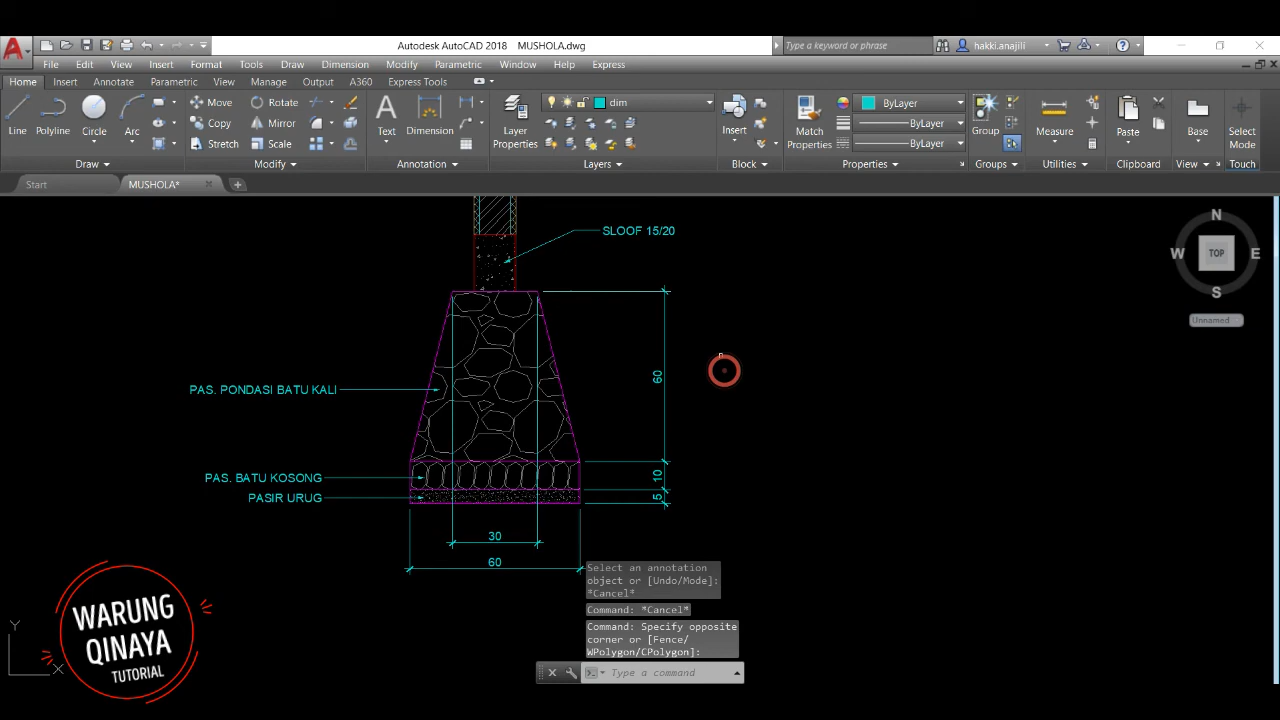 Autodesk AutoCAD 2018 MUSHOLA.dwg
Type a keyword or phrase
hakki.anajili
File Edit View Insert Format Tools Draw Dimension Modify Parametric Window Help Express
Home Insert Annotate Parametric View Manage Output A360 Express Tools
Line Polyline Circle Arc
Move Rotate
Copy Mirror
Stretch Scale
Text Dimension
Layer Properties
dim
Insert
Match Properties
ByLayer
ByLayer
ByLayer
Group
Measure
Paste
Base
Select Mode
Draw Modify Annotation Layers Block Properties Groups Utilities Clipboard View Touch
Start MUSHOLA*
N
W TOP E
S
Unnamed
SLOOF 15/20
60
PAS. PONDASI BATU KALI
PAS. BATU KOSONG
10
PASIR URUG
5
30
60
Select an annotation
object or [Undo/Mode]:
*Cancel*
Command: *Cancel*
Command: Specify opposite
corner or [Fence/
WPolygon/CPolygon]:
Type a command
Y
X
WARUNG
QINAYA
TUTORIAL